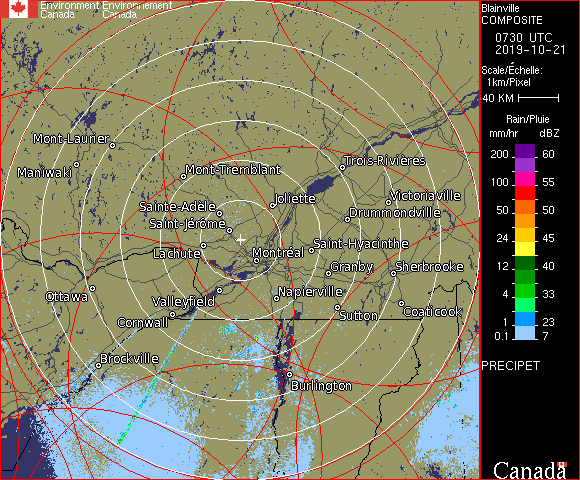 Environment Environnement
Canada Canada
Blainville
COMPOSITE
0730 UTC
2019-10-21
Scale/Échelle:
1km/Pixel
40 KM
Rain/Pluie
mm/hr dBZ
200 60
100 55
50 50
24 45
12 40
4 33
1 23
0.1 7
PRECIPET
Canada
Mont-Laurier
Maniwaki
Mont-Tremblant
Trois-Rivières
Joliette
Victoriaville
Sainte-Adèle
Drummondville
Saint-Jérôme
Saint-Hyacinthe
Lachute
Montréal
Granby
Sherbrooke
Ottawa
Valleyfield
Napierville
Cornwall
Sutton
Coaticook
Brockville
Burlington